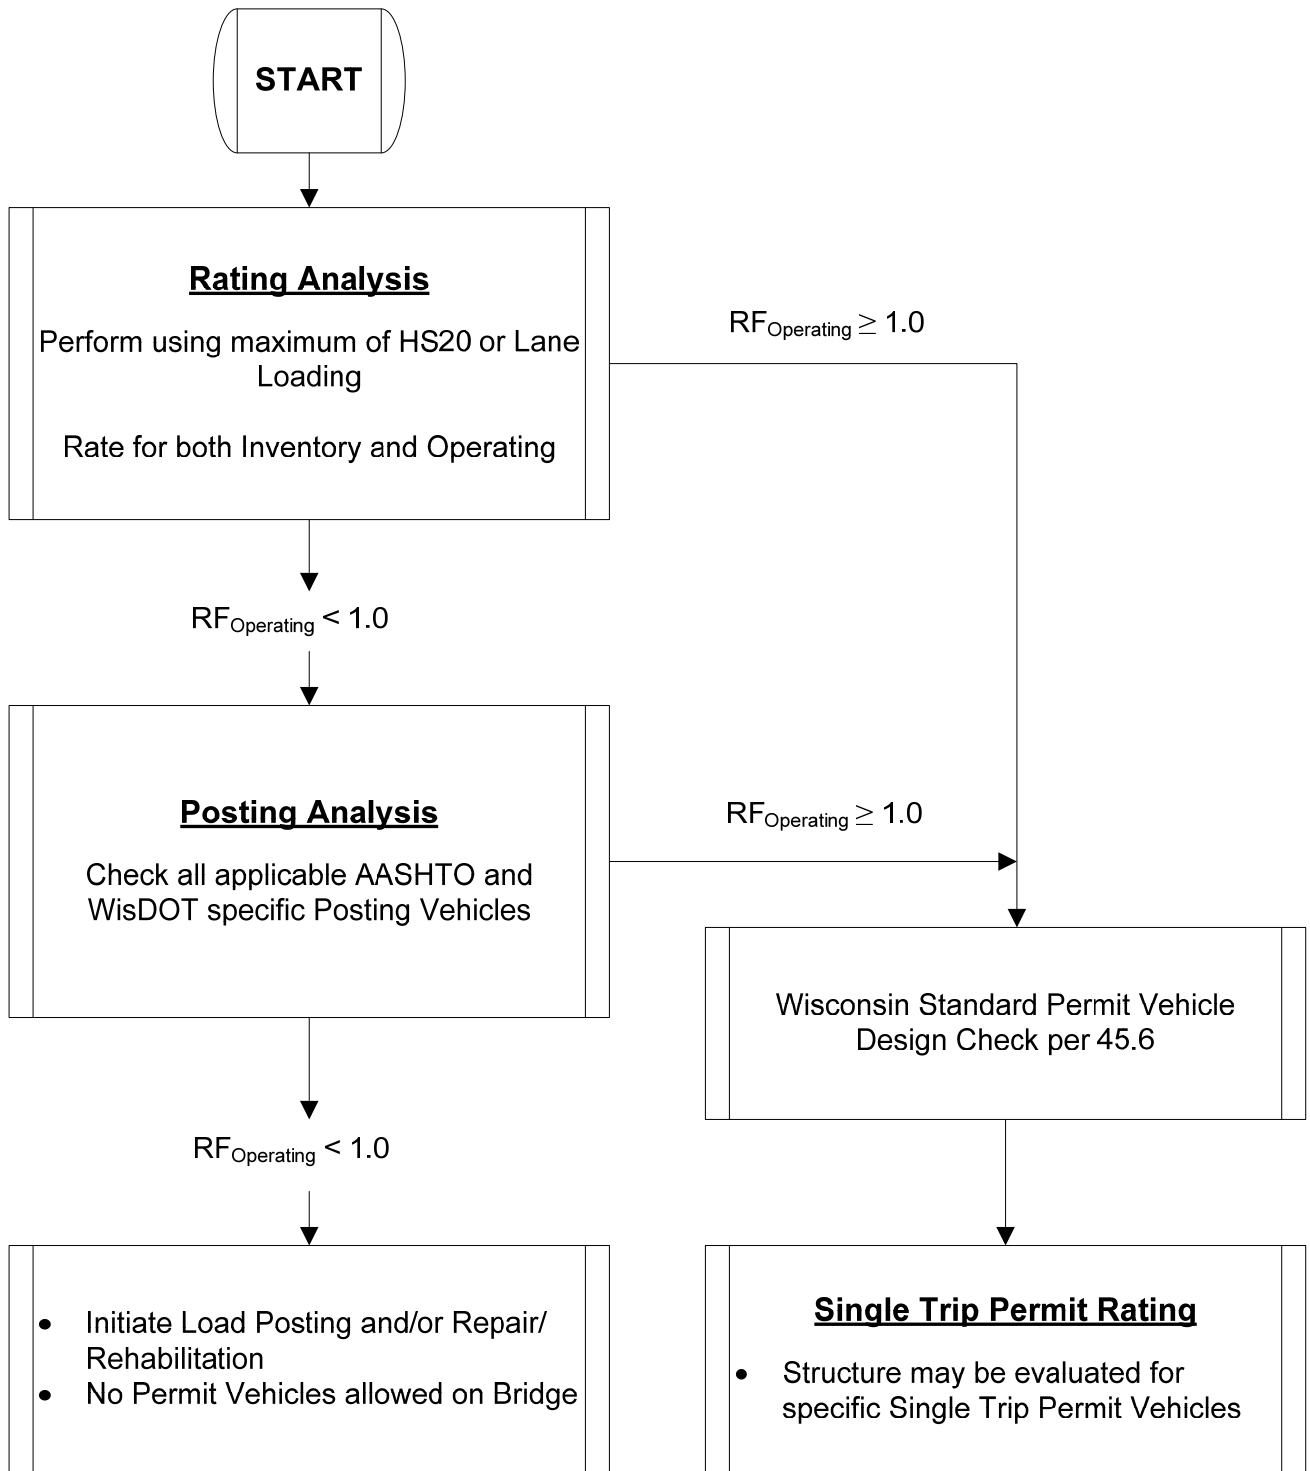 START
Rating Analysis
Perform using maximum of HS20 or Lane
Loading
Rate for both Inventory and Operating
RFOperating ≥ 1.0
RFOperating < 1.0
Posting Analysis
Check all applicable AASHTO and
WisDOT specific Posting Vehicles
RFOperating ≥ 1.0
Wisconsin Standard Permit Vehicle
Design Check per 45.6
RFOperating < 1.0
• Initiate Load Posting and/or Repair/
Rehabilitation
• No Permit Vehicles allowed on Bridge
Single Trip Permit Rating
• Structure may be evaluated for
specific Single Trip Permit Vehicles